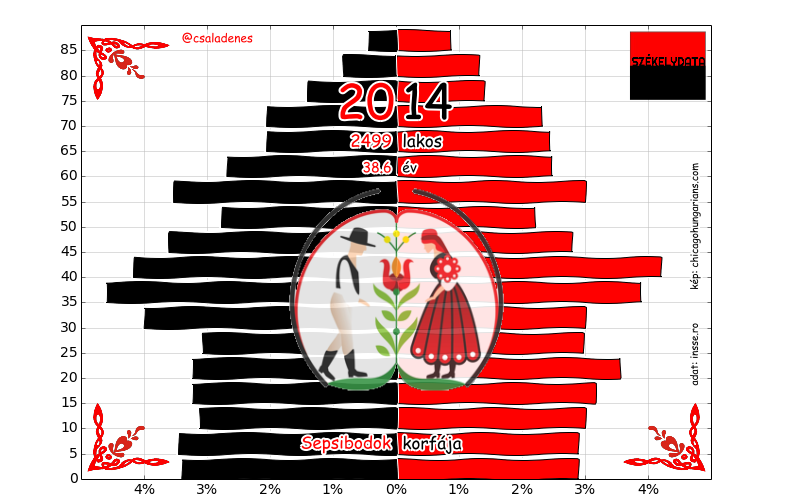 @csaladenes
SZÉKELYDATA
2014
2499 lakos
38.6 év
kép: chicagohungarians.com
adat: insse.ro
Sepsibodok korfája
85
80
75
70
65
60
55
50
45
40
35
30
25
20
15
10
5
0
4% 3% 2% 1% 0% 1% 2% 3% 4%